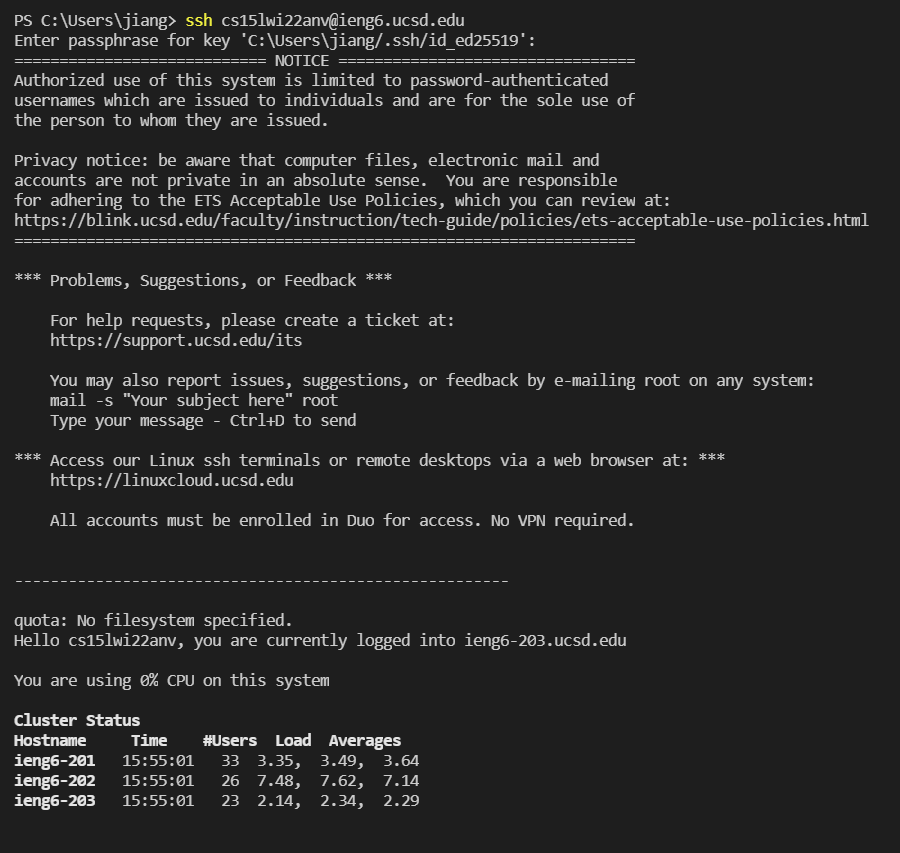 PS C:\Users\jiang> ssh cs15lwi22anv@ieng6.ucsd.edu
Enter passphrase for key 'C:\Users\jiang/.ssh/id_ed25519':
============================ NOTICE =================================
Authorized use of this system is limited to password-authenticated
usernames which are issued to individuals and are for the sole use of
the person to whom they are issued.

Privacy notice: be aware that computer files, electronic mail and
accounts are not private in an absolute sense.  You are responsible
for adhering to the ETS Acceptable Use Policies, which you can review at:
https://blink.ucsd.edu/faculty/instruction/tech-guide/policies/ets-acceptable-use-policies.html
=====================================================================

*** Problems, Suggestions, or Feedback ***

    For help requests, please create a ticket at:
    https://support.ucsd.edu/its

    You may also report issues, suggestions, or feedback by e-mailing root on any system:
    mail -s "Your subject here" root
    Type your message - Ctrl+D to send

*** Access our Linux ssh terminals or remote desktops via a web browser at: ***
    https://linuxcloud.ucsd.edu

    All accounts must be enrolled in Duo for access. No VPN required.


-------------------------------------------------------

quota: No filesystem specified.
Hello cs15lwi22anv, you are currently logged into ieng6-203.ucsd.edu

You are using 0% CPU on this system

Cluster Status
Hostname     Time    #Users  Load  Averages
ieng6-201   15:55:01   33  3.35,  3.49,  3.64
ieng6-202   15:55:01   26  7.48,  7.62,  7.14
ieng6-203   15:55:01   23  2.14,  2.34,  2.29